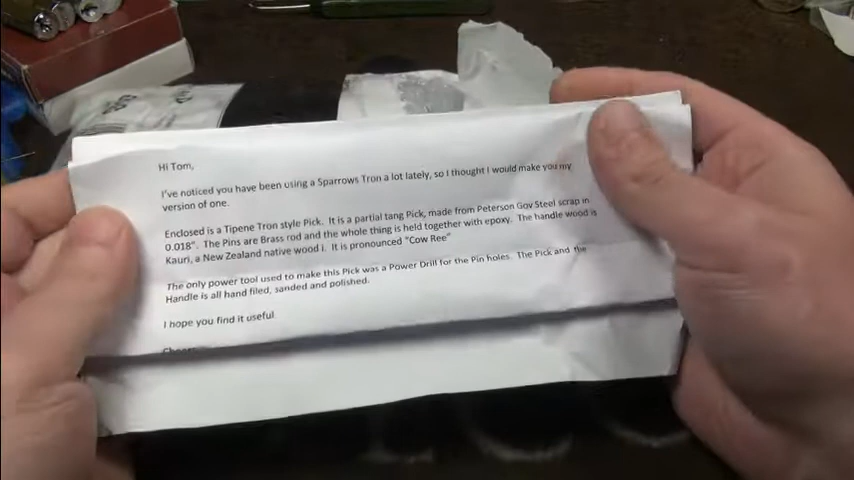 Hi Tom,
I've noticed you have been using a Sparrows Tron a lot lately, so I thought I would make you my
version of one.
Enclosed is a Tipene Tron style Pick. It is a partial tang Pick, made from Peterson Gov Steel scrap in
0.018". The Pins are Brass rod and the whole thing is held together with epoxy. The handle wood is
Kauri, a New Zealand native wood i. It is pronounced "Cow Ree"
The only power tool used to make this Pick was a Power Drill for the Pin holes. The Pick and the
Handle is all hand filed, sanded and polished.
I hope you find it useful